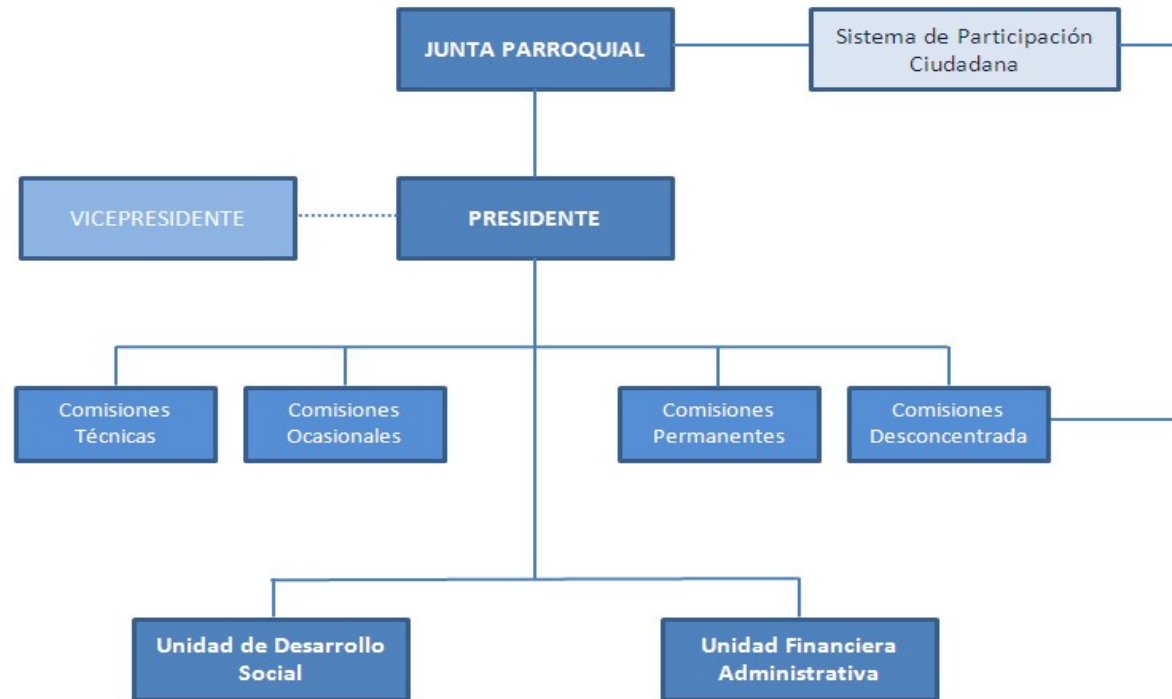 JUNTA PARROQUIAL
Sistema de Participación
Ciudadana
VICEPRESIDENTE
PRESIDENTE
Comisiones
Técnicas
Comisiones
Ocasionales
Comisiones
Permanentes
Comisiones
Desconcentrada
Unidad de Desarrollo
Social
Unidad Financiera
Administrativa